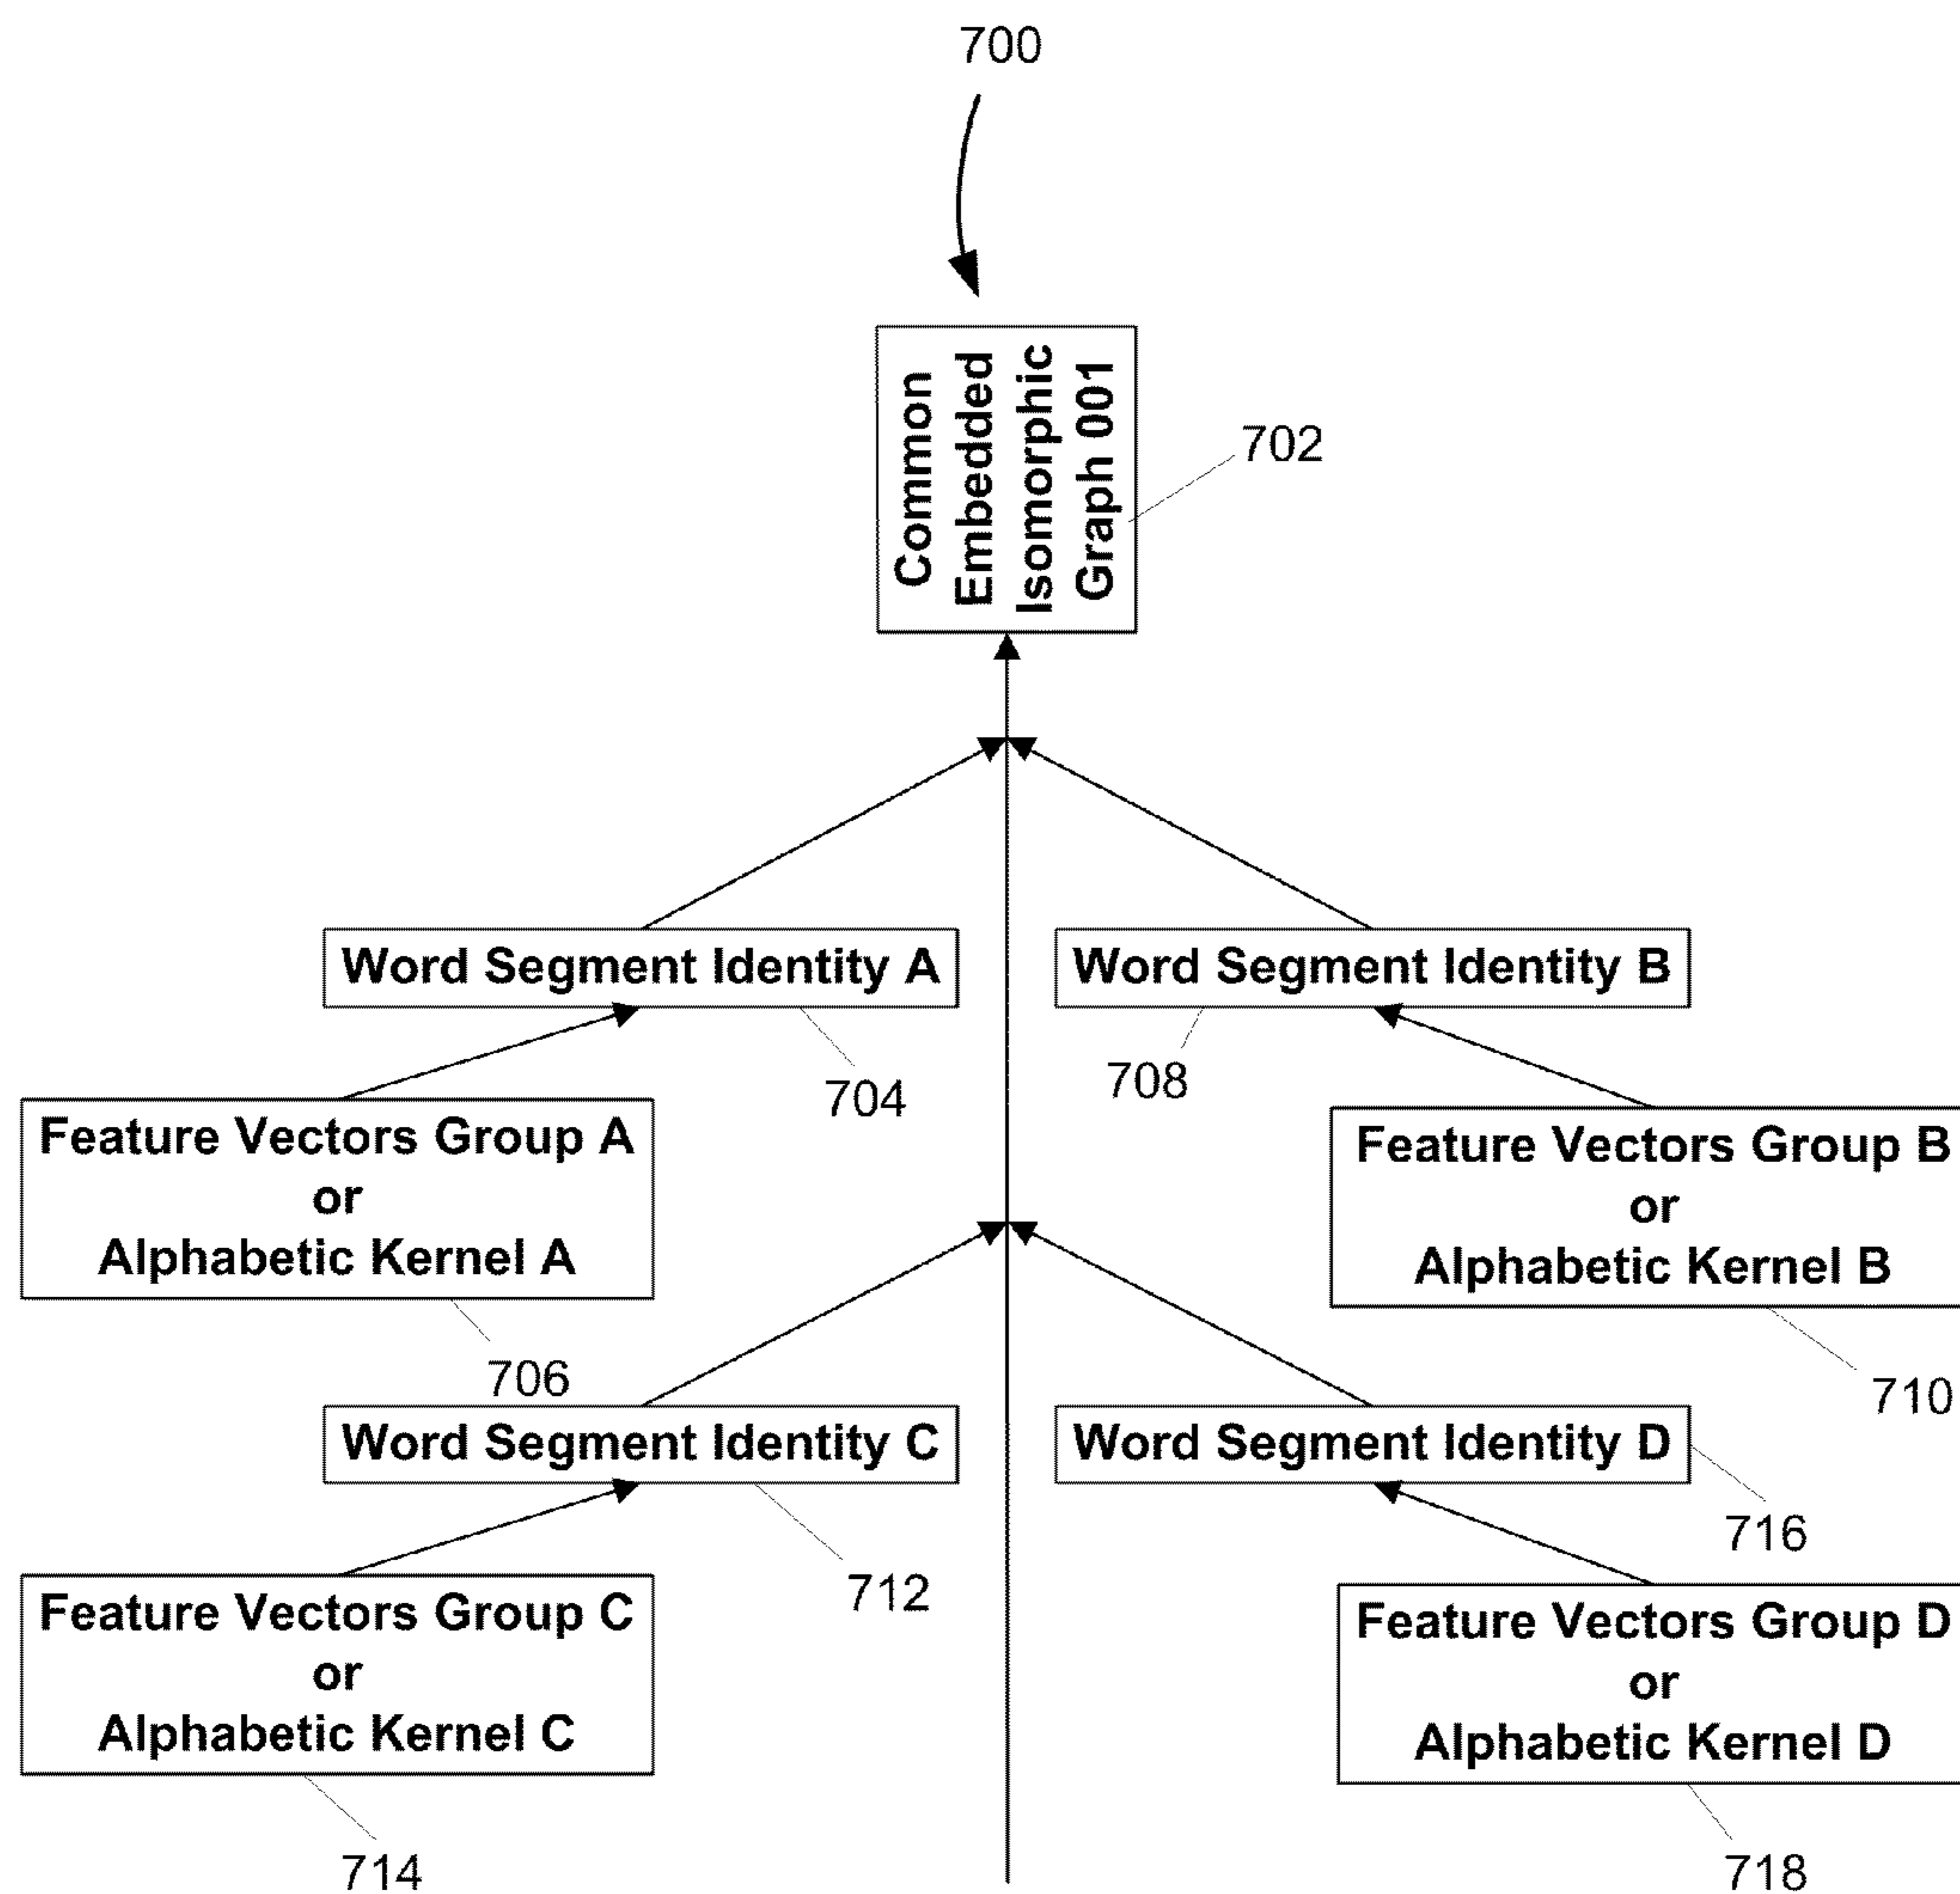 700
Common
Embedded
Isomorphic
Graph 001
702
Word Segment Identity A
Word Segment Identity B
704
708
Feature Vectors Group A
or
Alphabetic Kernel A
Feature Vectors Group B
or
Alphabetic Kernel B
706
710
Word Segment Identity C
Word Segment Identity D
712
716
Feature Vectors Group C
or
Alphabetic Kernel C
Feature Vectors Group D
or
Alphabetic Kernel D
714
718